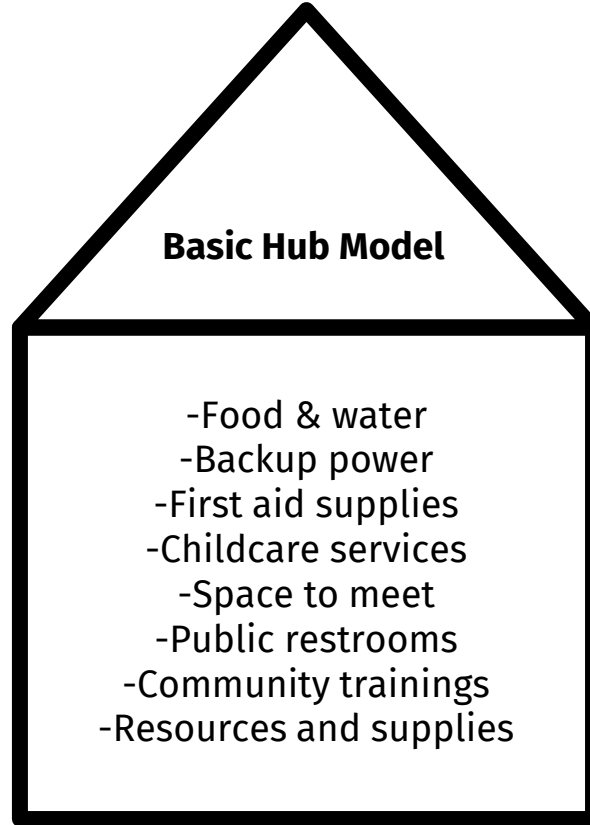 Basic Hub Model
-Food & water
-Backup power
-First aid supplies
-Childcare services
-Space to meet
-Public restrooms
-Community trainings
-Resources and supplies